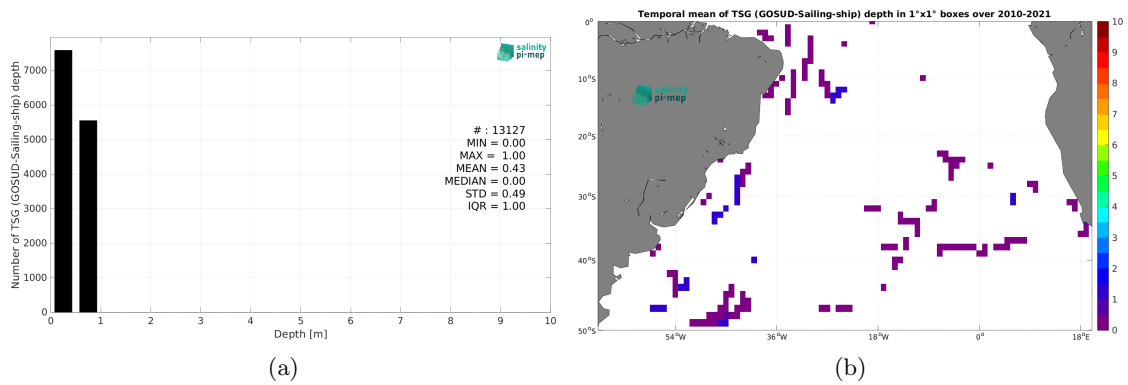 salinity
pi-mep
Number of TSG (GOSUD-Sailing-ship) depth
7000
6000
5000
4000
3000
2000
1000
0
# : 13127
MIN = 0.00
MAX = 1.00
MEAN = 0.43
MEDIAN = 0.00
STD = 0.49
IQR = 1.00
0 1 2 3 4 5 6 7 8 9 10
Depth [m]
(a)
Temporal mean of TSG (GOSUD-Sailing-ship) depth in 1°x1° boxes over 2010-2021
salinity
pi-mep
0°
10°S
20°S
30°S
40°S
50°S
54°W 36°W 18°W 0° 18°E
10
9
8
7
6
5
4
3
2
1
0
(b)